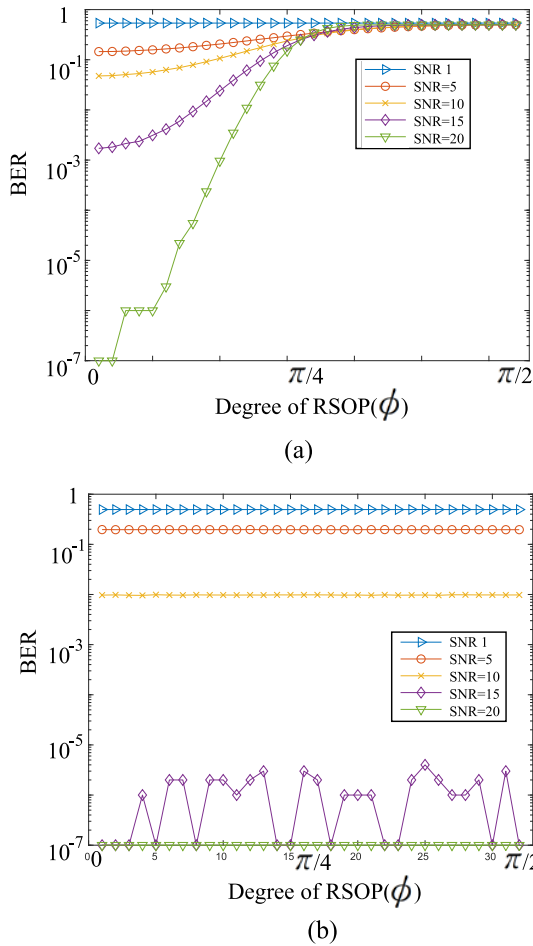 1
10^-1
10^-3
10^-5
10^-7
BER
SNR 1
SNR=5
SNR=10
SNR=15
SNR=20
0
π/4
π/2
Degree of RSOP(ϕ)
(a)
1
10^-1
10^-3
10^-5
10^-7
BER
SNR 1
SNR=5
SNR=10
SNR=15
SNR=20
0 5 10 15 π/4 20 25 30 π/2
Degree of RSOP(ϕ)
(b)